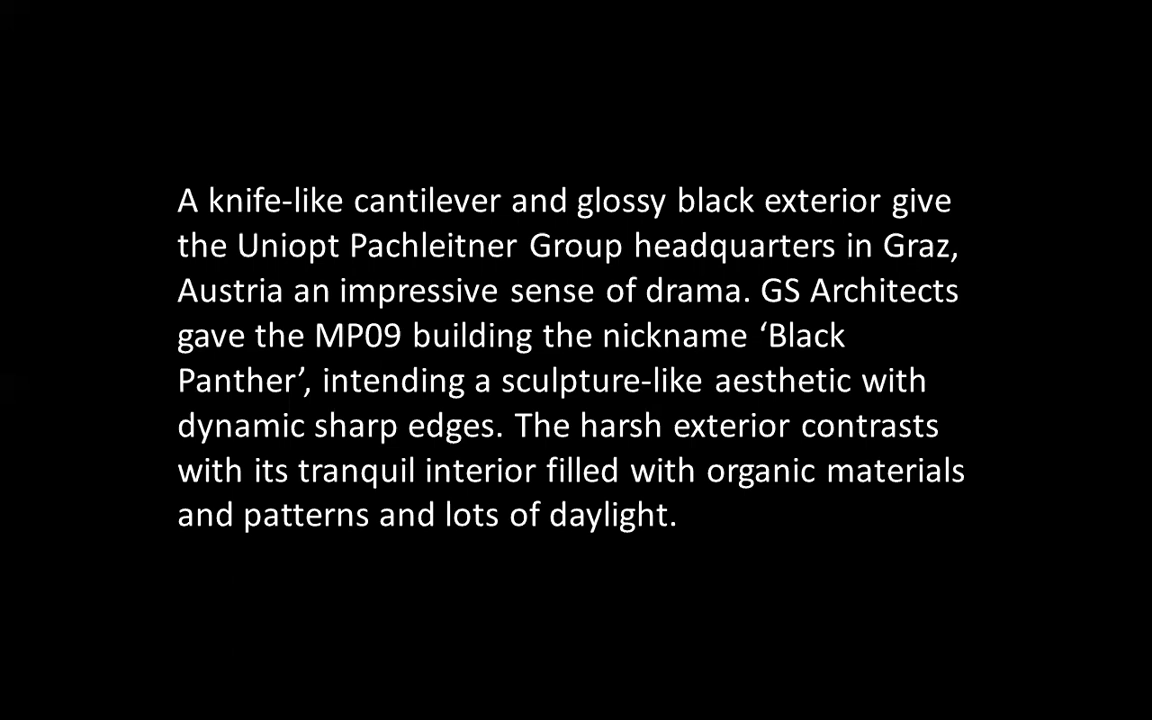 A knife-like cantilever and glossy black exterior give
the Uniopt Pachleitner Group headquarters in Graz,
Austria an impressive sense of drama. GS Architects
gave the MP09 building the nickname ‘Black
Panther’, intending a sculpture-like aesthetic with
dynamic sharp edges. The harsh exterior contrasts
with its tranquil interior filled with organic materials
and patterns and lots of daylight.